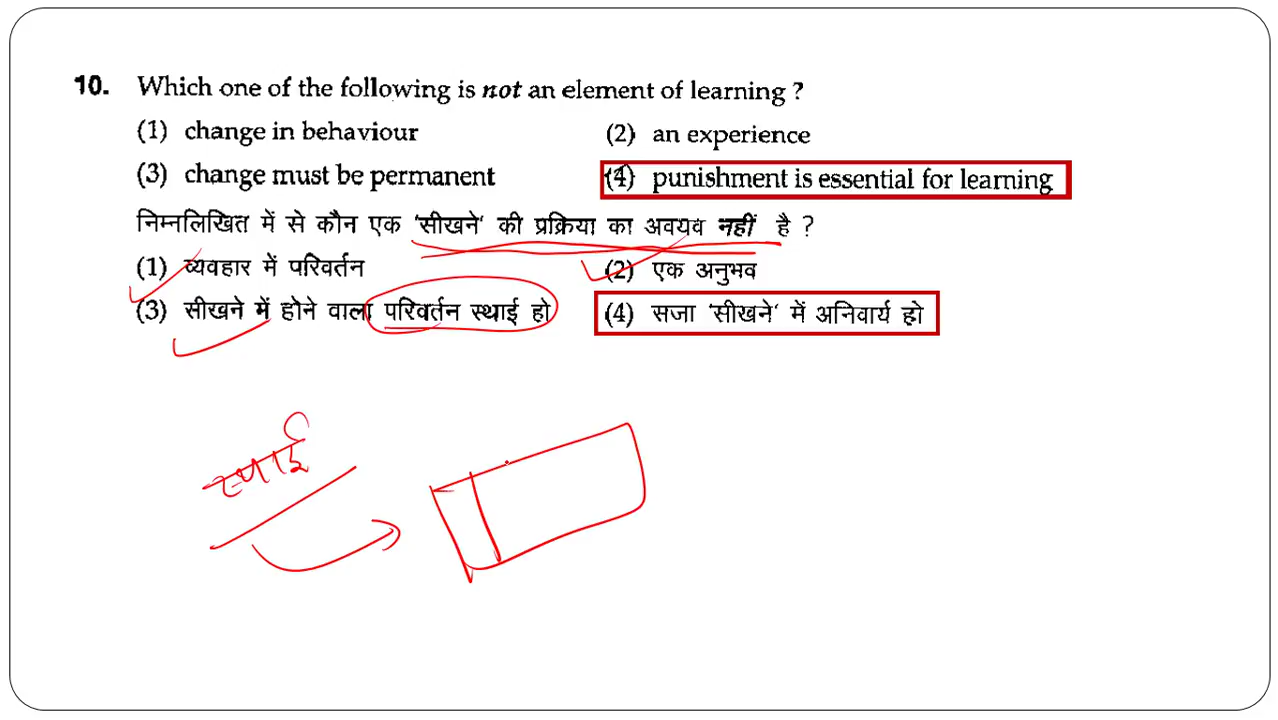 10. Which one of the following is not an element of learning ?
(1) change in behaviour (2) an experience
(3) change must be permanent (4) punishment is essential for learning
निम्नलिखित में से कौन एक 'सीखने' की प्रक्रिया का अवयव नहीं है ?
(1) व्यवहार में परिवर्तन (2) एक अनुभव
(3) सीखने में होने वाला परिवर्तन स्थाई हो (4) सजा 'सीखने' में अनिवार्य हो
स्थाई